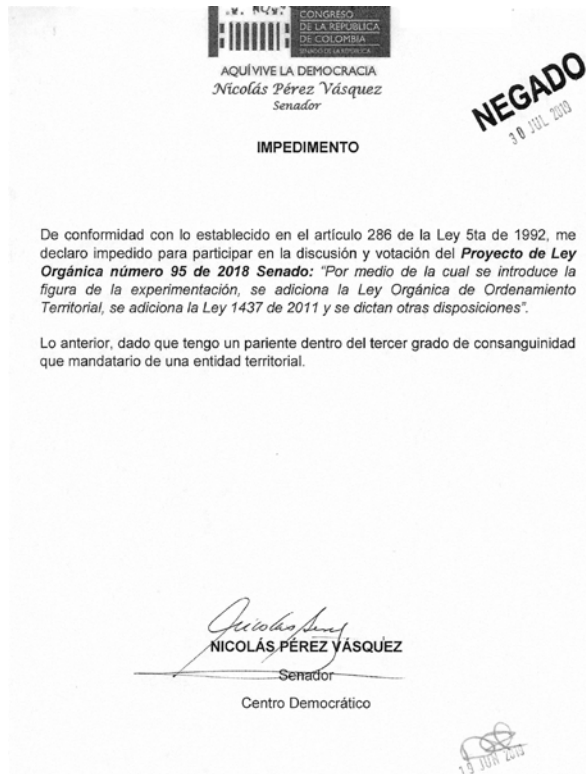 CONGRESO
DE LA REPÚBLICA
DE COLOMBIA
SENADO DE LA REPÚBLICA
AQUÍ VIVE LA DEMOCRACIA
Nicolás Pérez Vásquez
Senador
NEGADO
30 JUL 2019
IMPEDIMENTO
De conformidad con lo establecido en el artículo 286 de la Ley 5ta de 1992, me
declaro impedido para participar en la discusión y votación del Proyecto de Ley
Orgánica número 95 de 2018 Senado: “Por medio de la cual se introduce la
figura de la experimentación, se adiciona la Ley Orgánica de Ordenamiento
Territorial, se adiciona la Ley 1437 de 2011 y se dictan otras disposiciones”.
Lo anterior, dado que tengo un pariente dentro del tercer grado de consanguinidad
que mandatario de una entidad territorial.
NICOLÁS PÉREZ VÁSQUEZ
Senador
Centro Democrático
19 JUN 2019